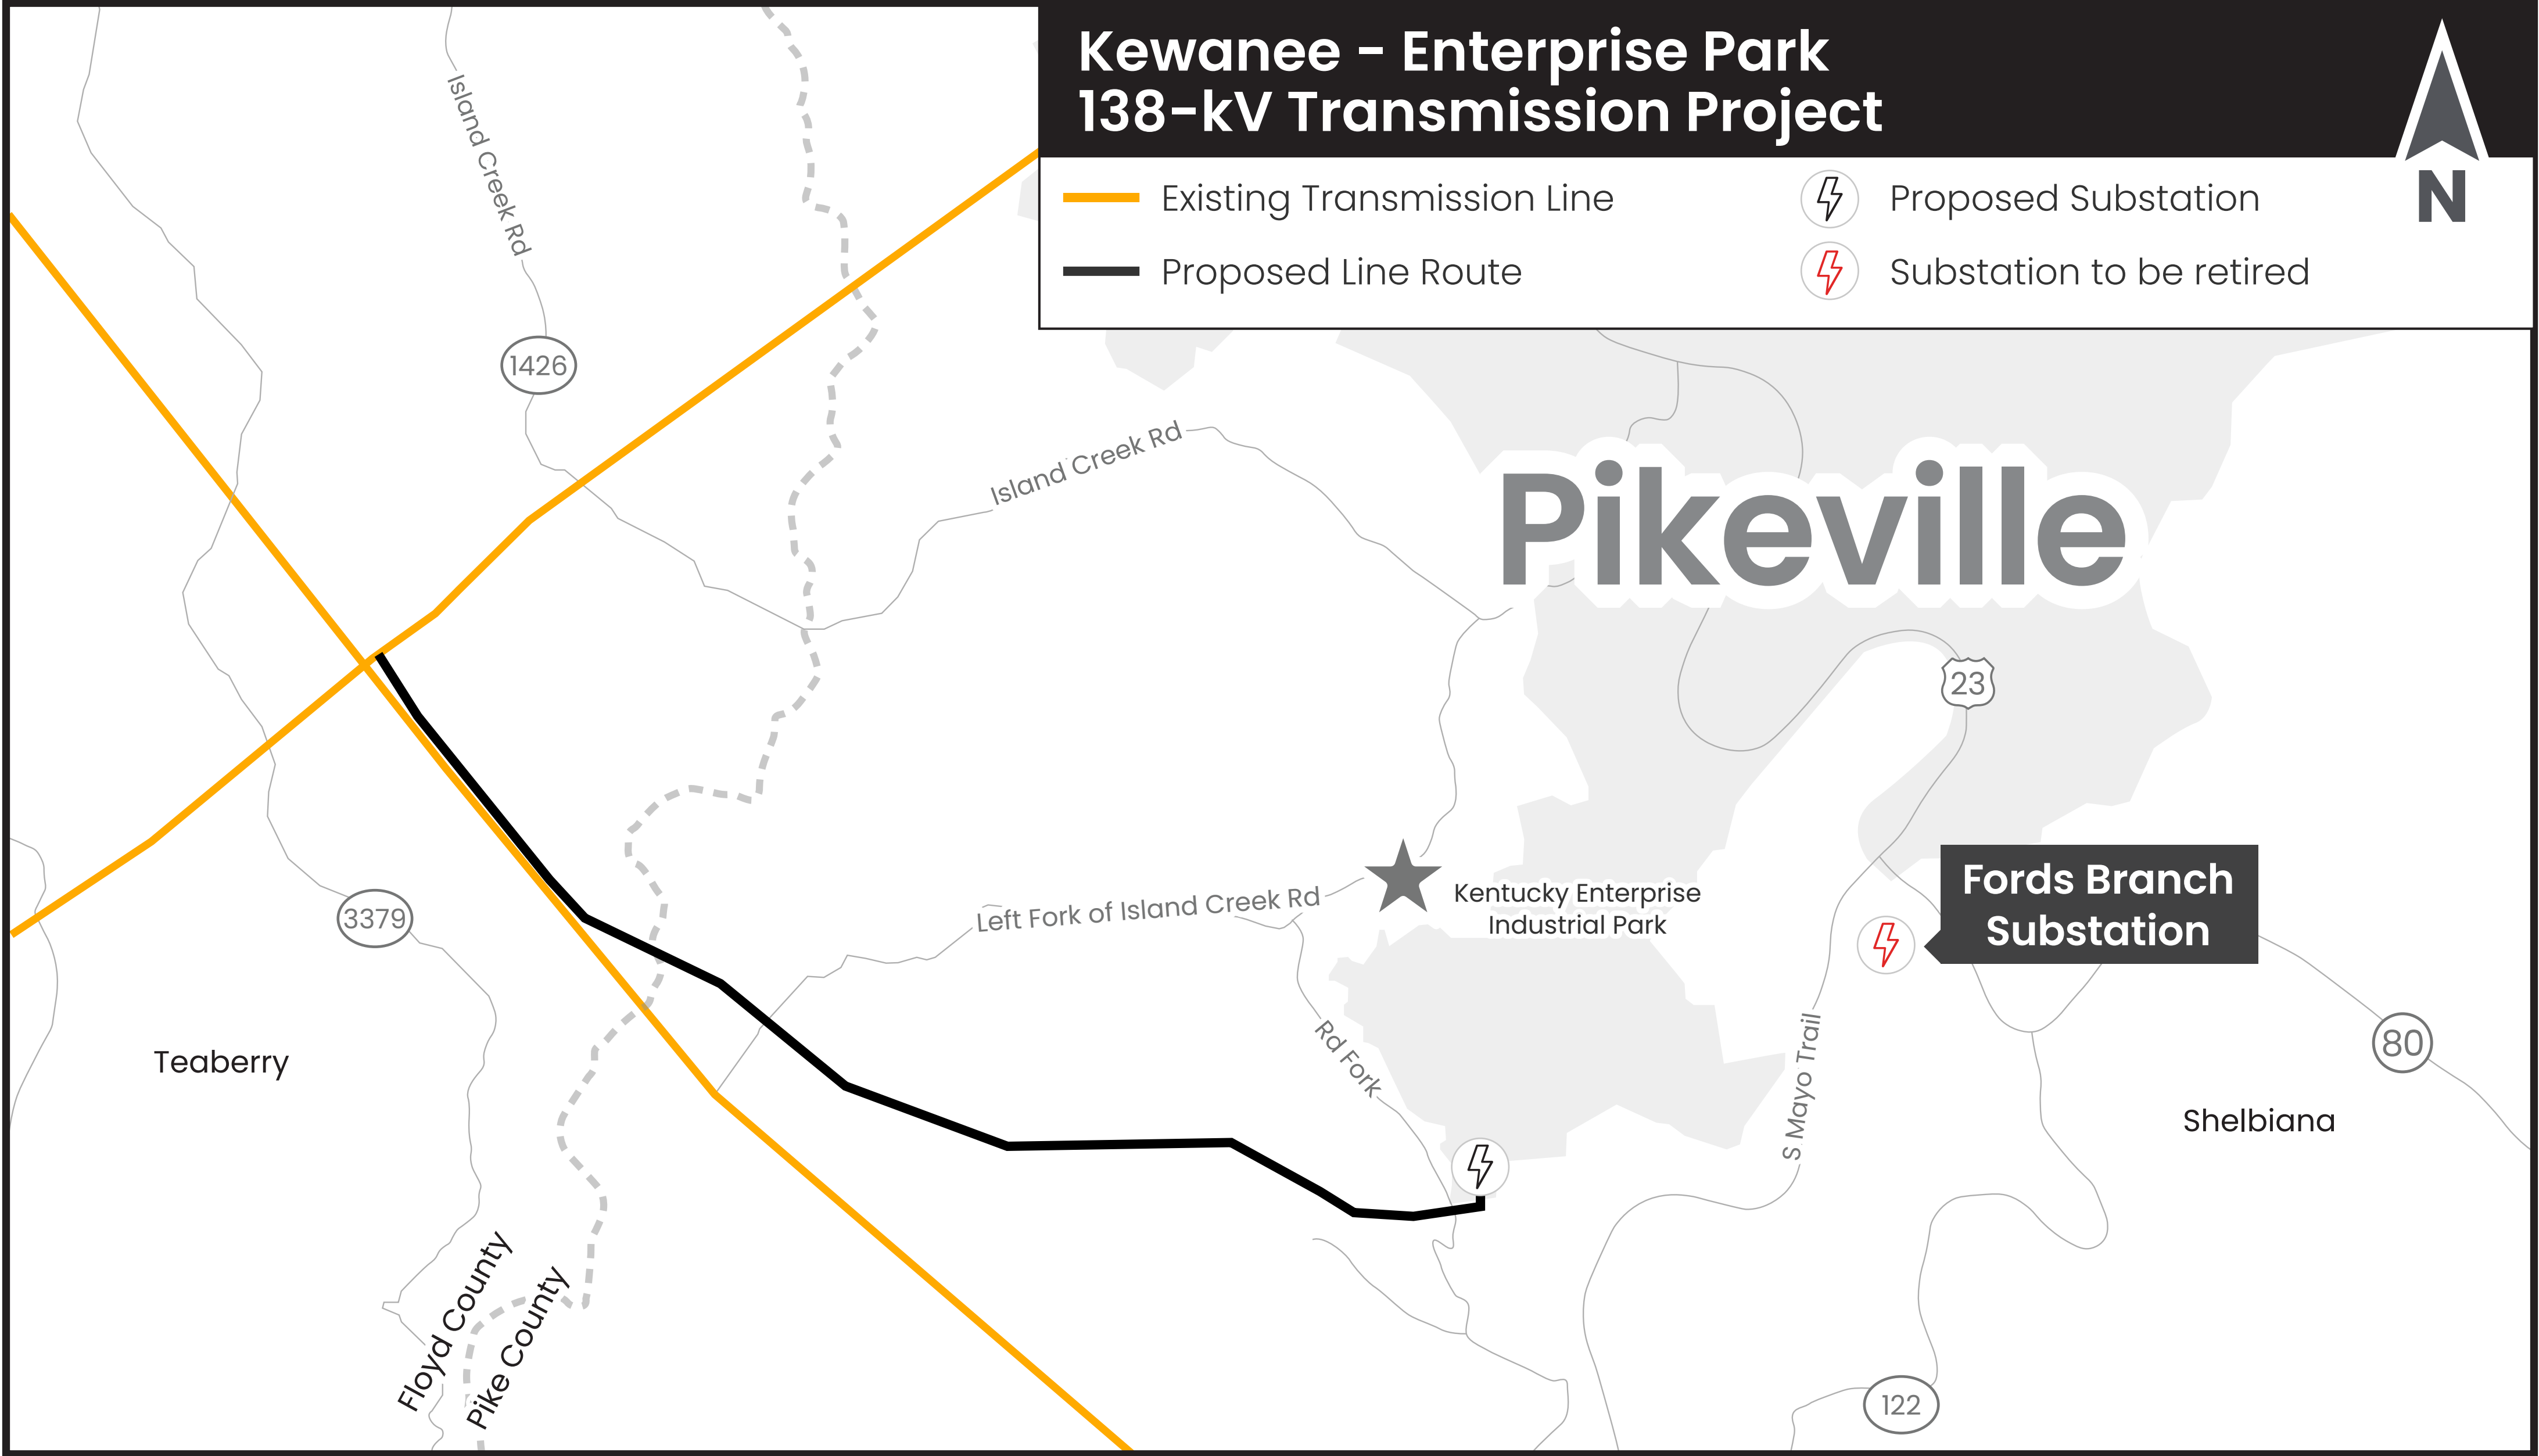 Kewanee - Enterprise Park
138-kV Transmission Project
N
Existing Transmission Line
Proposed Substation
Proposed Line Route
Substation to be retired
Island Creek Rd
1426
Island Creek Rd
Pikeville
23
Fords Branch
Substation
Kentucky Enterprise
Industrial Park
Left Fork of Island Creek Rd
3379
Rd Fork
S Mayo Trail
80
Teaberry
Shelbiana
Floyd County
Pike County
122